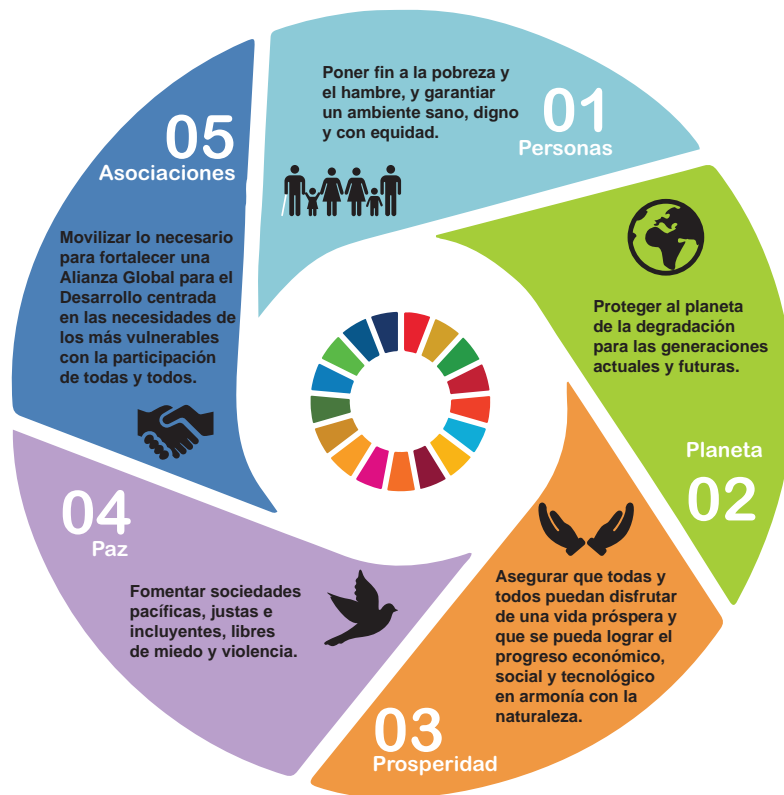 Poner fin a la pobreza y
el hambre, y garantiar
un ambiente sano, digno
y con equidad.
01
Personas
Proteger al planeta
de la degradación
para las generaciones
actuales y futuras.
Planeta
02
Asegurar que todas y
todos puedan disfrutar
de una vida próspera y
que se pueda lograr el
progreso económico,
social y tecnológico
en armonía con la
naturaleza.
03
Prosperidad
04
Paz
Fomentar sociedades
pacíficas, justas e
incluyentes, libres
de miedo y violencia.
05
Asociaciones
Movilizar lo necesario
para fortalecer una
Alianza Global para el
Desarrollo centrada
en las necesidades de
los más vulnerables
con la participación
de todas y todos.